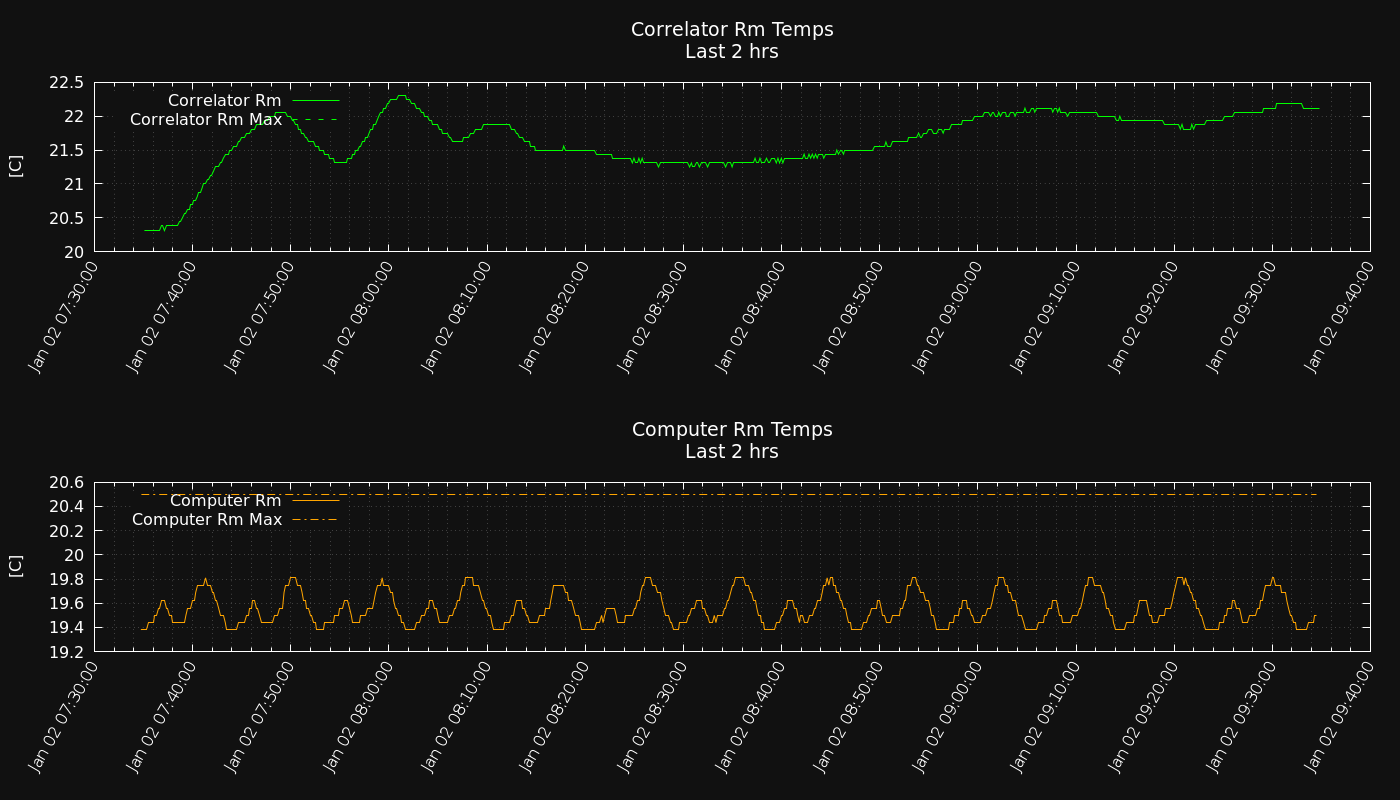 Correlator Rm Temps
Last 2 hrs
22.5
22
21.5
21
20.5
20
[C]
Correlator Rm
Correlator Rm Max
Jan 02 07:30:00
Jan 02 07:40:00
Jan 02 07:50:00
Jan 02 08:00:00
Jan 02 08:10:00
Jan 02 08:20:00
Jan 02 08:30:00
Jan 02 08:40:00
Jan 02 08:50:00
Jan 02 09:00:00
Jan 02 09:10:00
Jan 02 09:20:00
Jan 02 09:30:00
Jan 02 09:40:00
Computer Rm Temps
Last 2 hrs
20.6
20.4
20.2
20
19.8
19.6
19.4
19.2
[C]
Computer Rm
Computer Rm Max
Jan 02 07:30:00
Jan 02 07:40:00
Jan 02 07:50:00
Jan 02 08:00:00
Jan 02 08:10:00
Jan 02 08:20:00
Jan 02 08:30:00
Jan 02 08:40:00
Jan 02 08:50:00
Jan 02 09:00:00
Jan 02 09:10:00
Jan 02 09:20:00
Jan 02 09:30:00
Jan 02 09:40:00